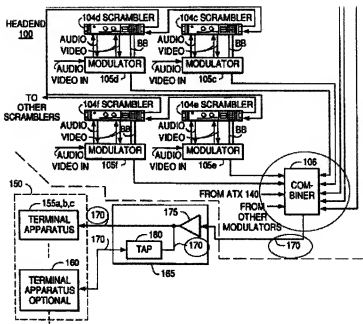 104d SCRAMBLER 104c SCRAMBLER
HEADEND
100
AUDIO AUDIO
VIDEO BB VIDEO BB
MODULATOR MODULATOR
AUDIO AUDIO
VIDEO IN 105d VIDEO IN 105c
TO
OTHER
SCRAMBLERS
104f SCRAMBLER 104e SCRAMBLER
AUDIO AUDIO
VIDEO BB VIDEO BB
MODULATOR MODULATOR
AUDIO AUDIO
VIDEO IN 105f VIDEO IN 105e
106
COM-
BINER
FROM ATX 140
FROM
OTHER
MODULATORS
170
150
155a,b,c
TERMINAL
APPARATUS
170
175
170
180
TAP
170
165
160
TERMINAL
APPARATUS
OPTIONAL